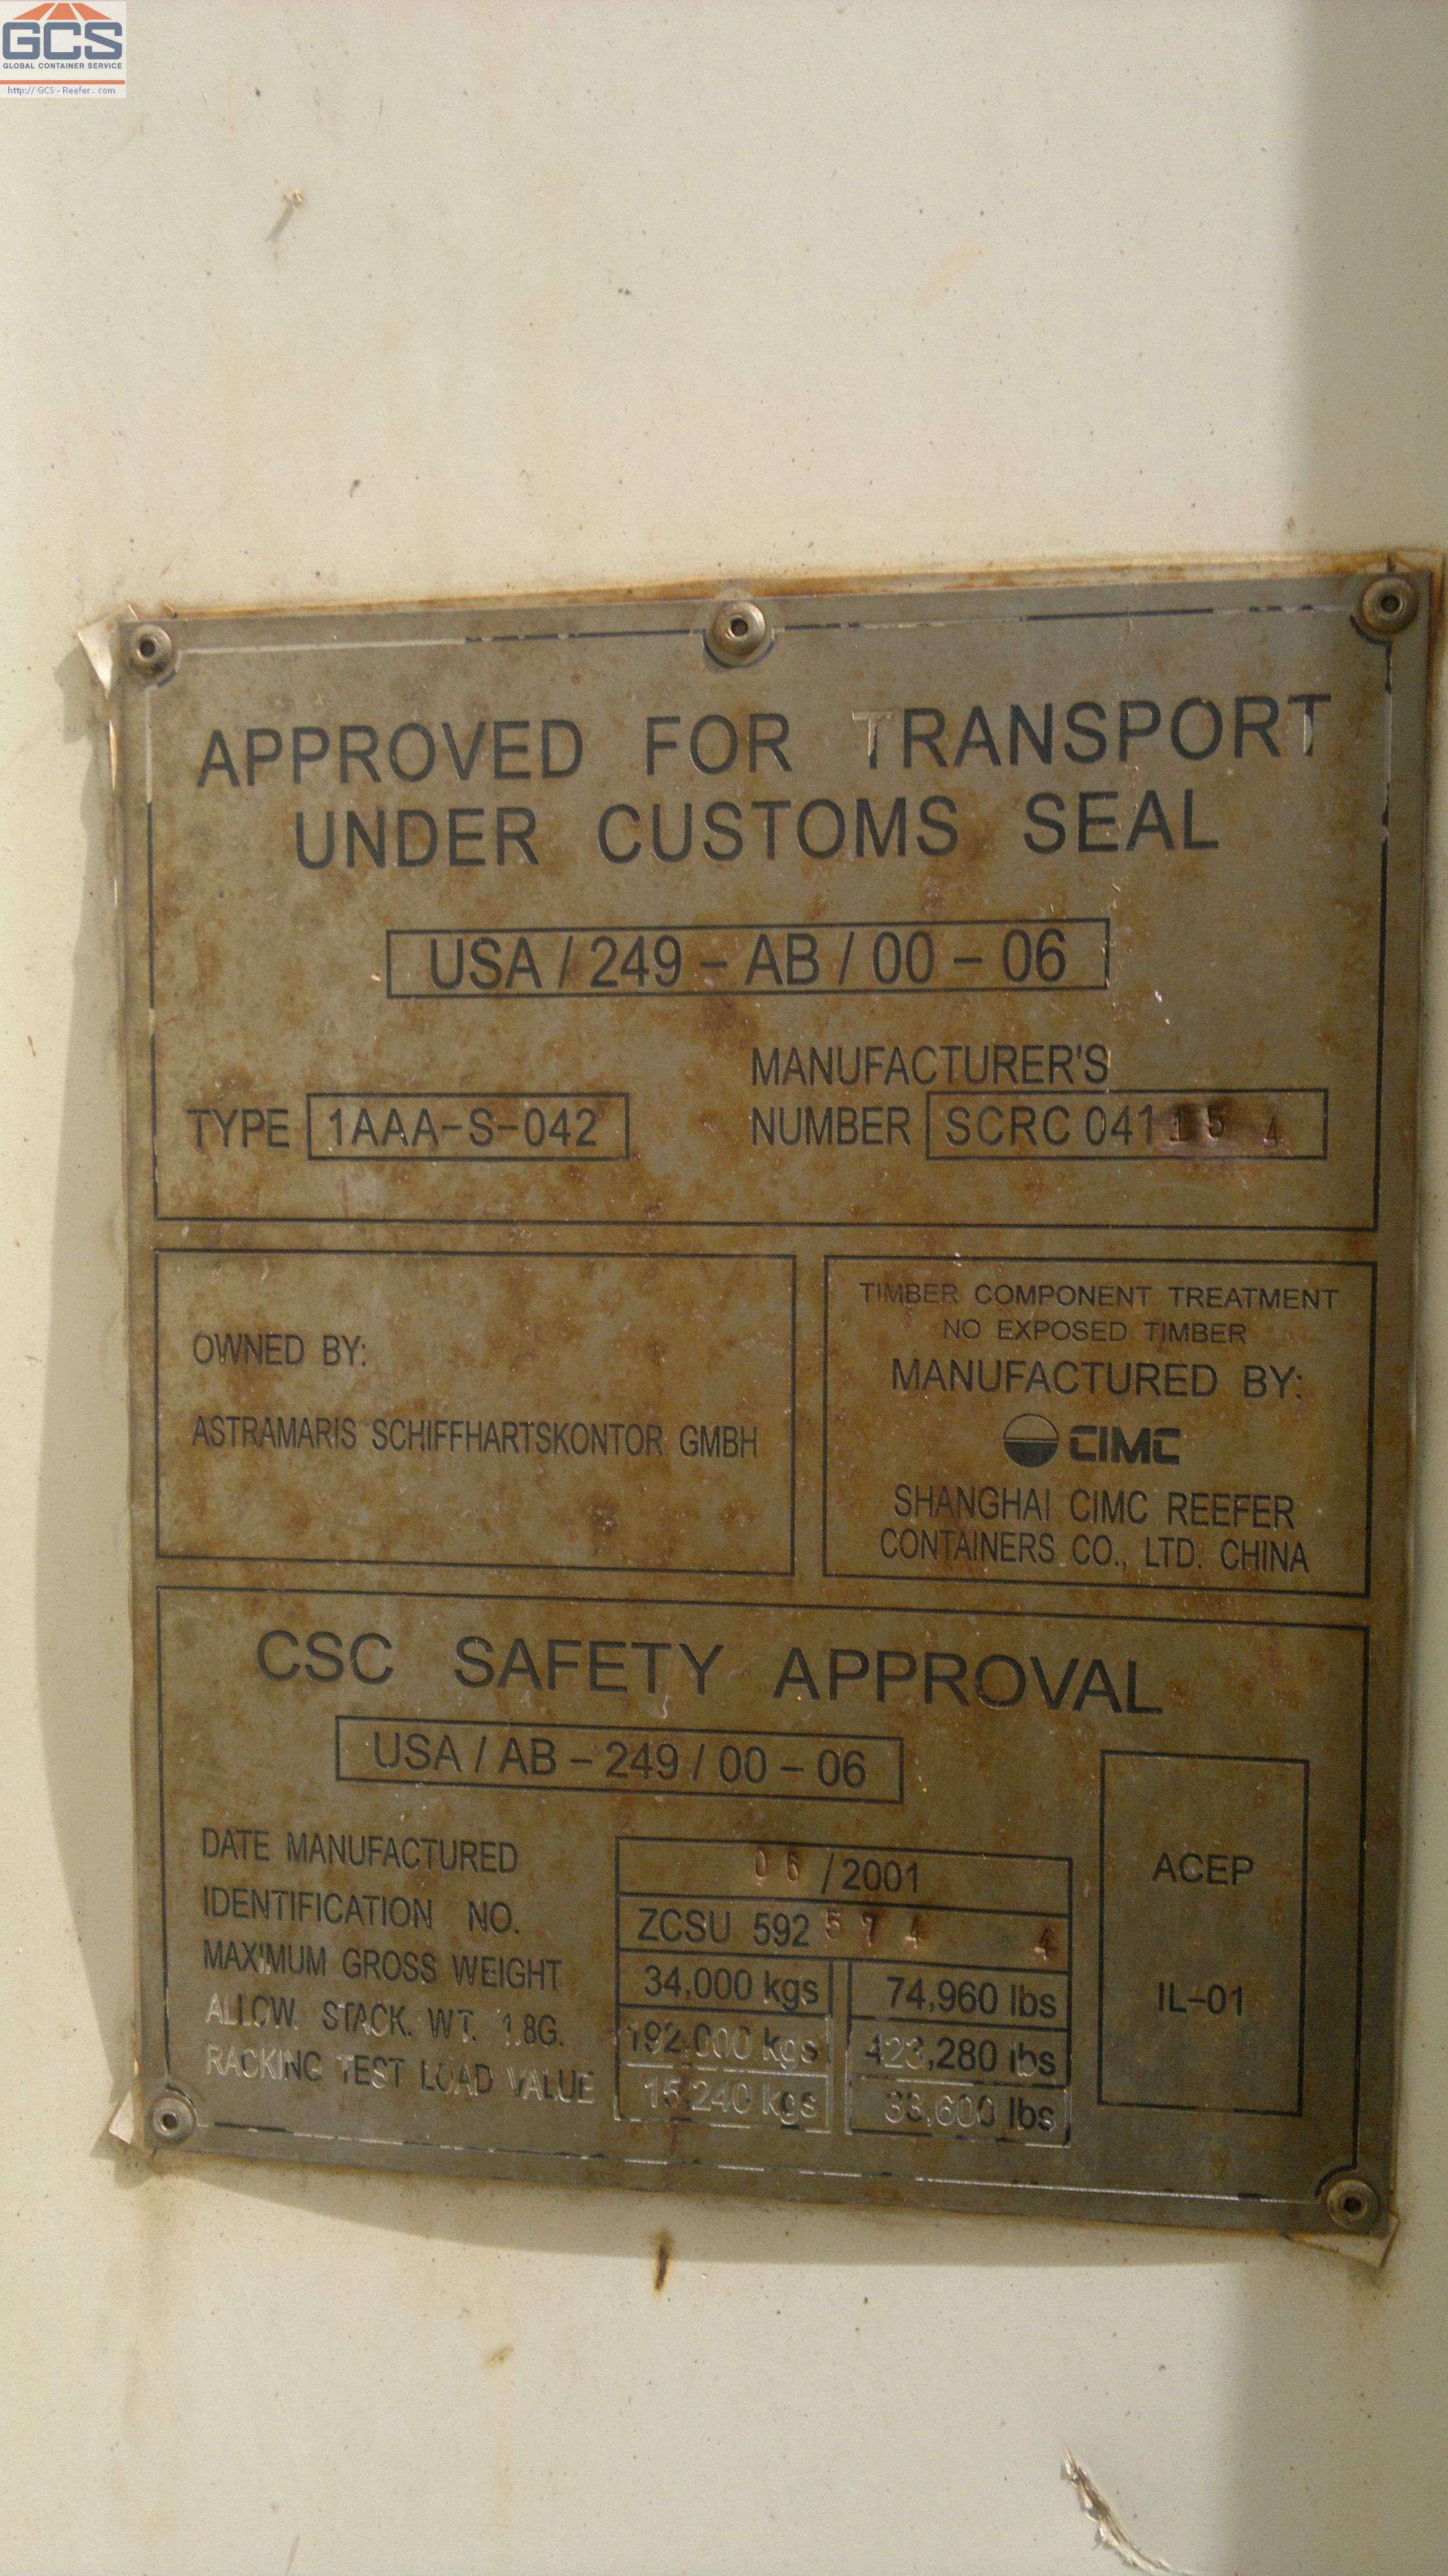 GCS
GLOBAL CONTAINER SERVICE
http:// GCS - Reefer . com
APPROVED FOR TRANSPORT
UNDER CUSTOMS SEAL
USA / 249 – AB / 00 – 06
MANUFACTURER'S
TYPE 1AAA–S–042 NUMBER SCRC 041154
OWNED BY:
ASTRAMARIS SCHIFFHARTSKONTOR GMBH
TIMBER COMPONENT TREATMENT
NO EXPOSED TIMBER
MANUFACTURED BY:
CIMC
SHANGHAI CIMC REEFER
CONTAINERS CO., LTD. CHINA
CSC SAFETY APPROVAL
USA / AB – 249 / 00 – 06
DATE MANUFACTURED 06 / 2001
IDENTIFICATION NO. ZCSU 592574 4
MAXIMUM GROSS WEIGHT 34,000 kgs 74,960 lbs
ALLOW. STACK. WT. 1.8G. 192,000 kgs 423,280 lbs
RACKING TEST LOAD VALUE 15,240 kgs 33,600 lbs
ACEP
IL–01